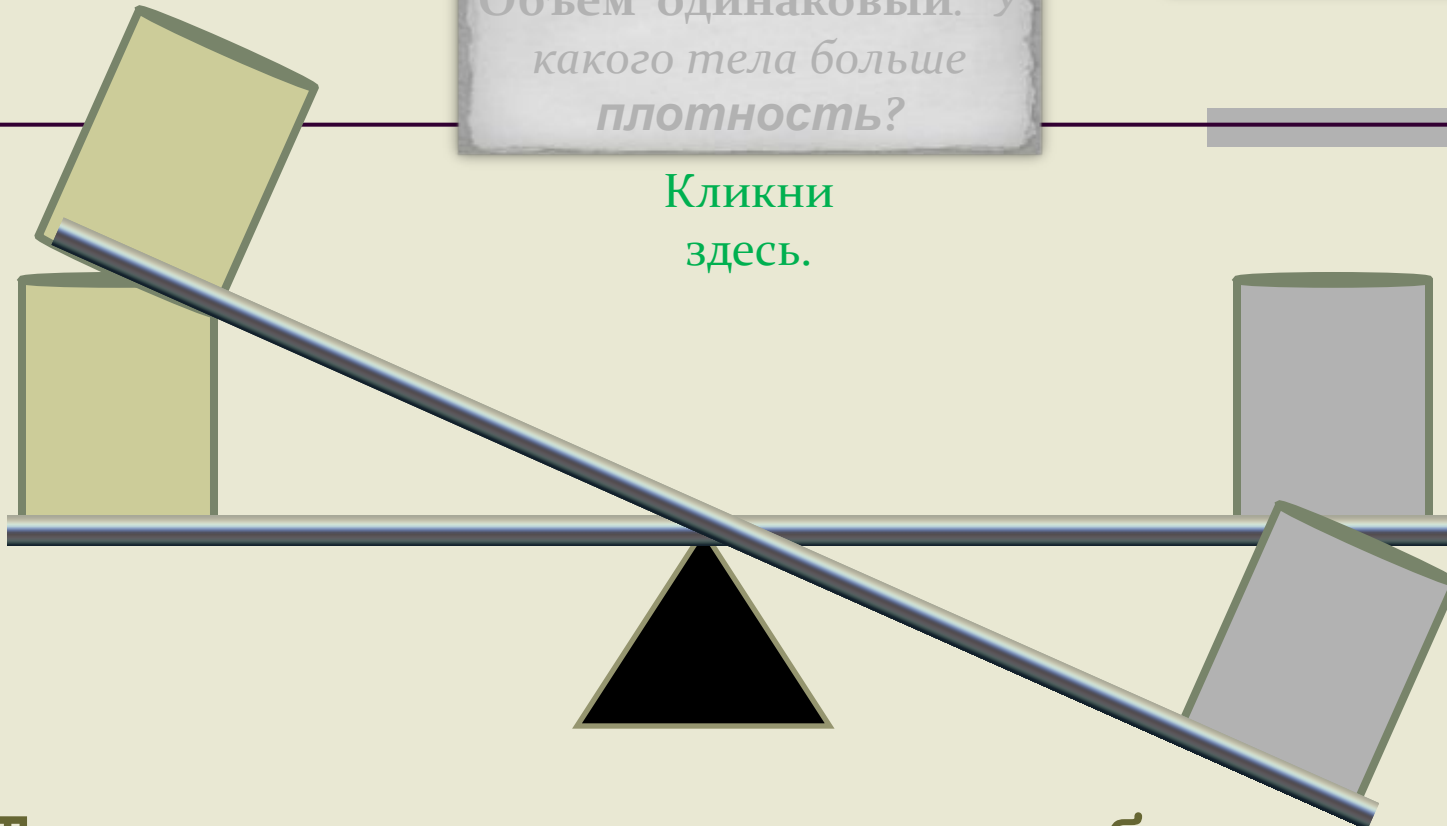 Объем одинаковый. У
какого тела больше
плотность?
Кликни
здесь.